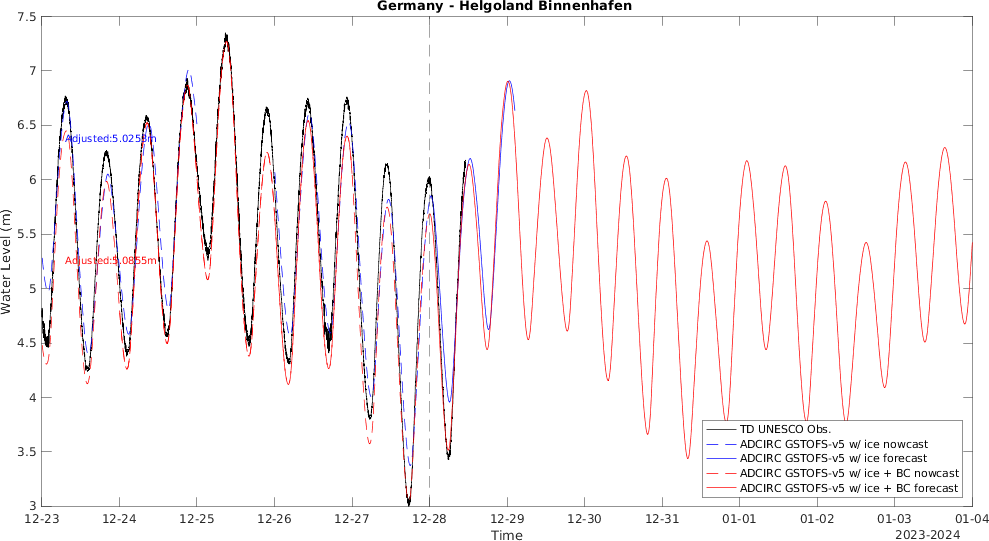 Germany - Helgoland Binnenhafen
7.5
7
6.5
6
5.5
5
4.5
4
3.5
3
Water Level (m)
Adjusted:5.0253m
Adjusted:5.0855m
TD UNESCO Obs.
ADCIRC GSTOFS-v5 w/ ice nowcast
ADCIRC GSTOFS-v5 w/ ice forecast
ADCIRC GSTOFS-v5 w/ ice + BC nowcast
ADCIRC GSTOFS-v5 w/ ice + BC forecast
12-23 12-24 12-25 12-26 12-27 12-28 12-29 12-30 12-31 01-01 01-02 01-03 01-04
Time
2023-2024